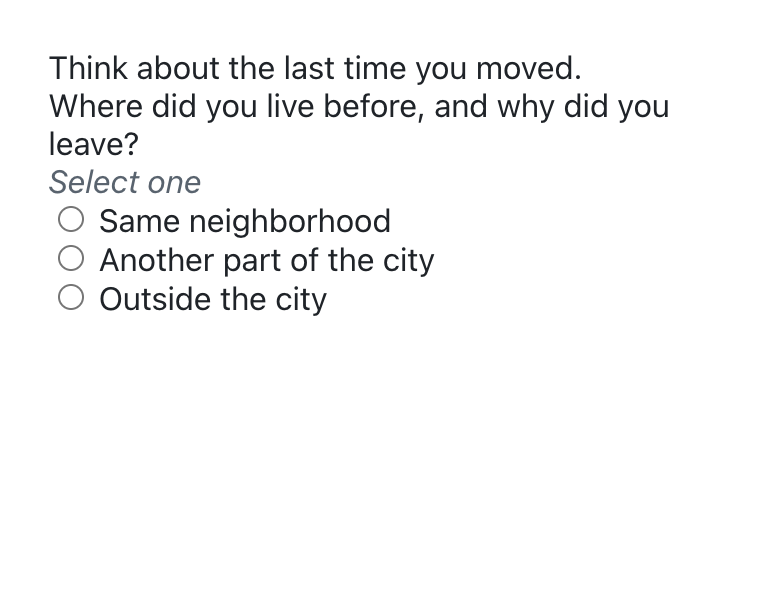 Think about the last time you moved.
Where did you live before, and why did you
leave?
Select one
Same neighborhood
Another part of the city
Outside the city